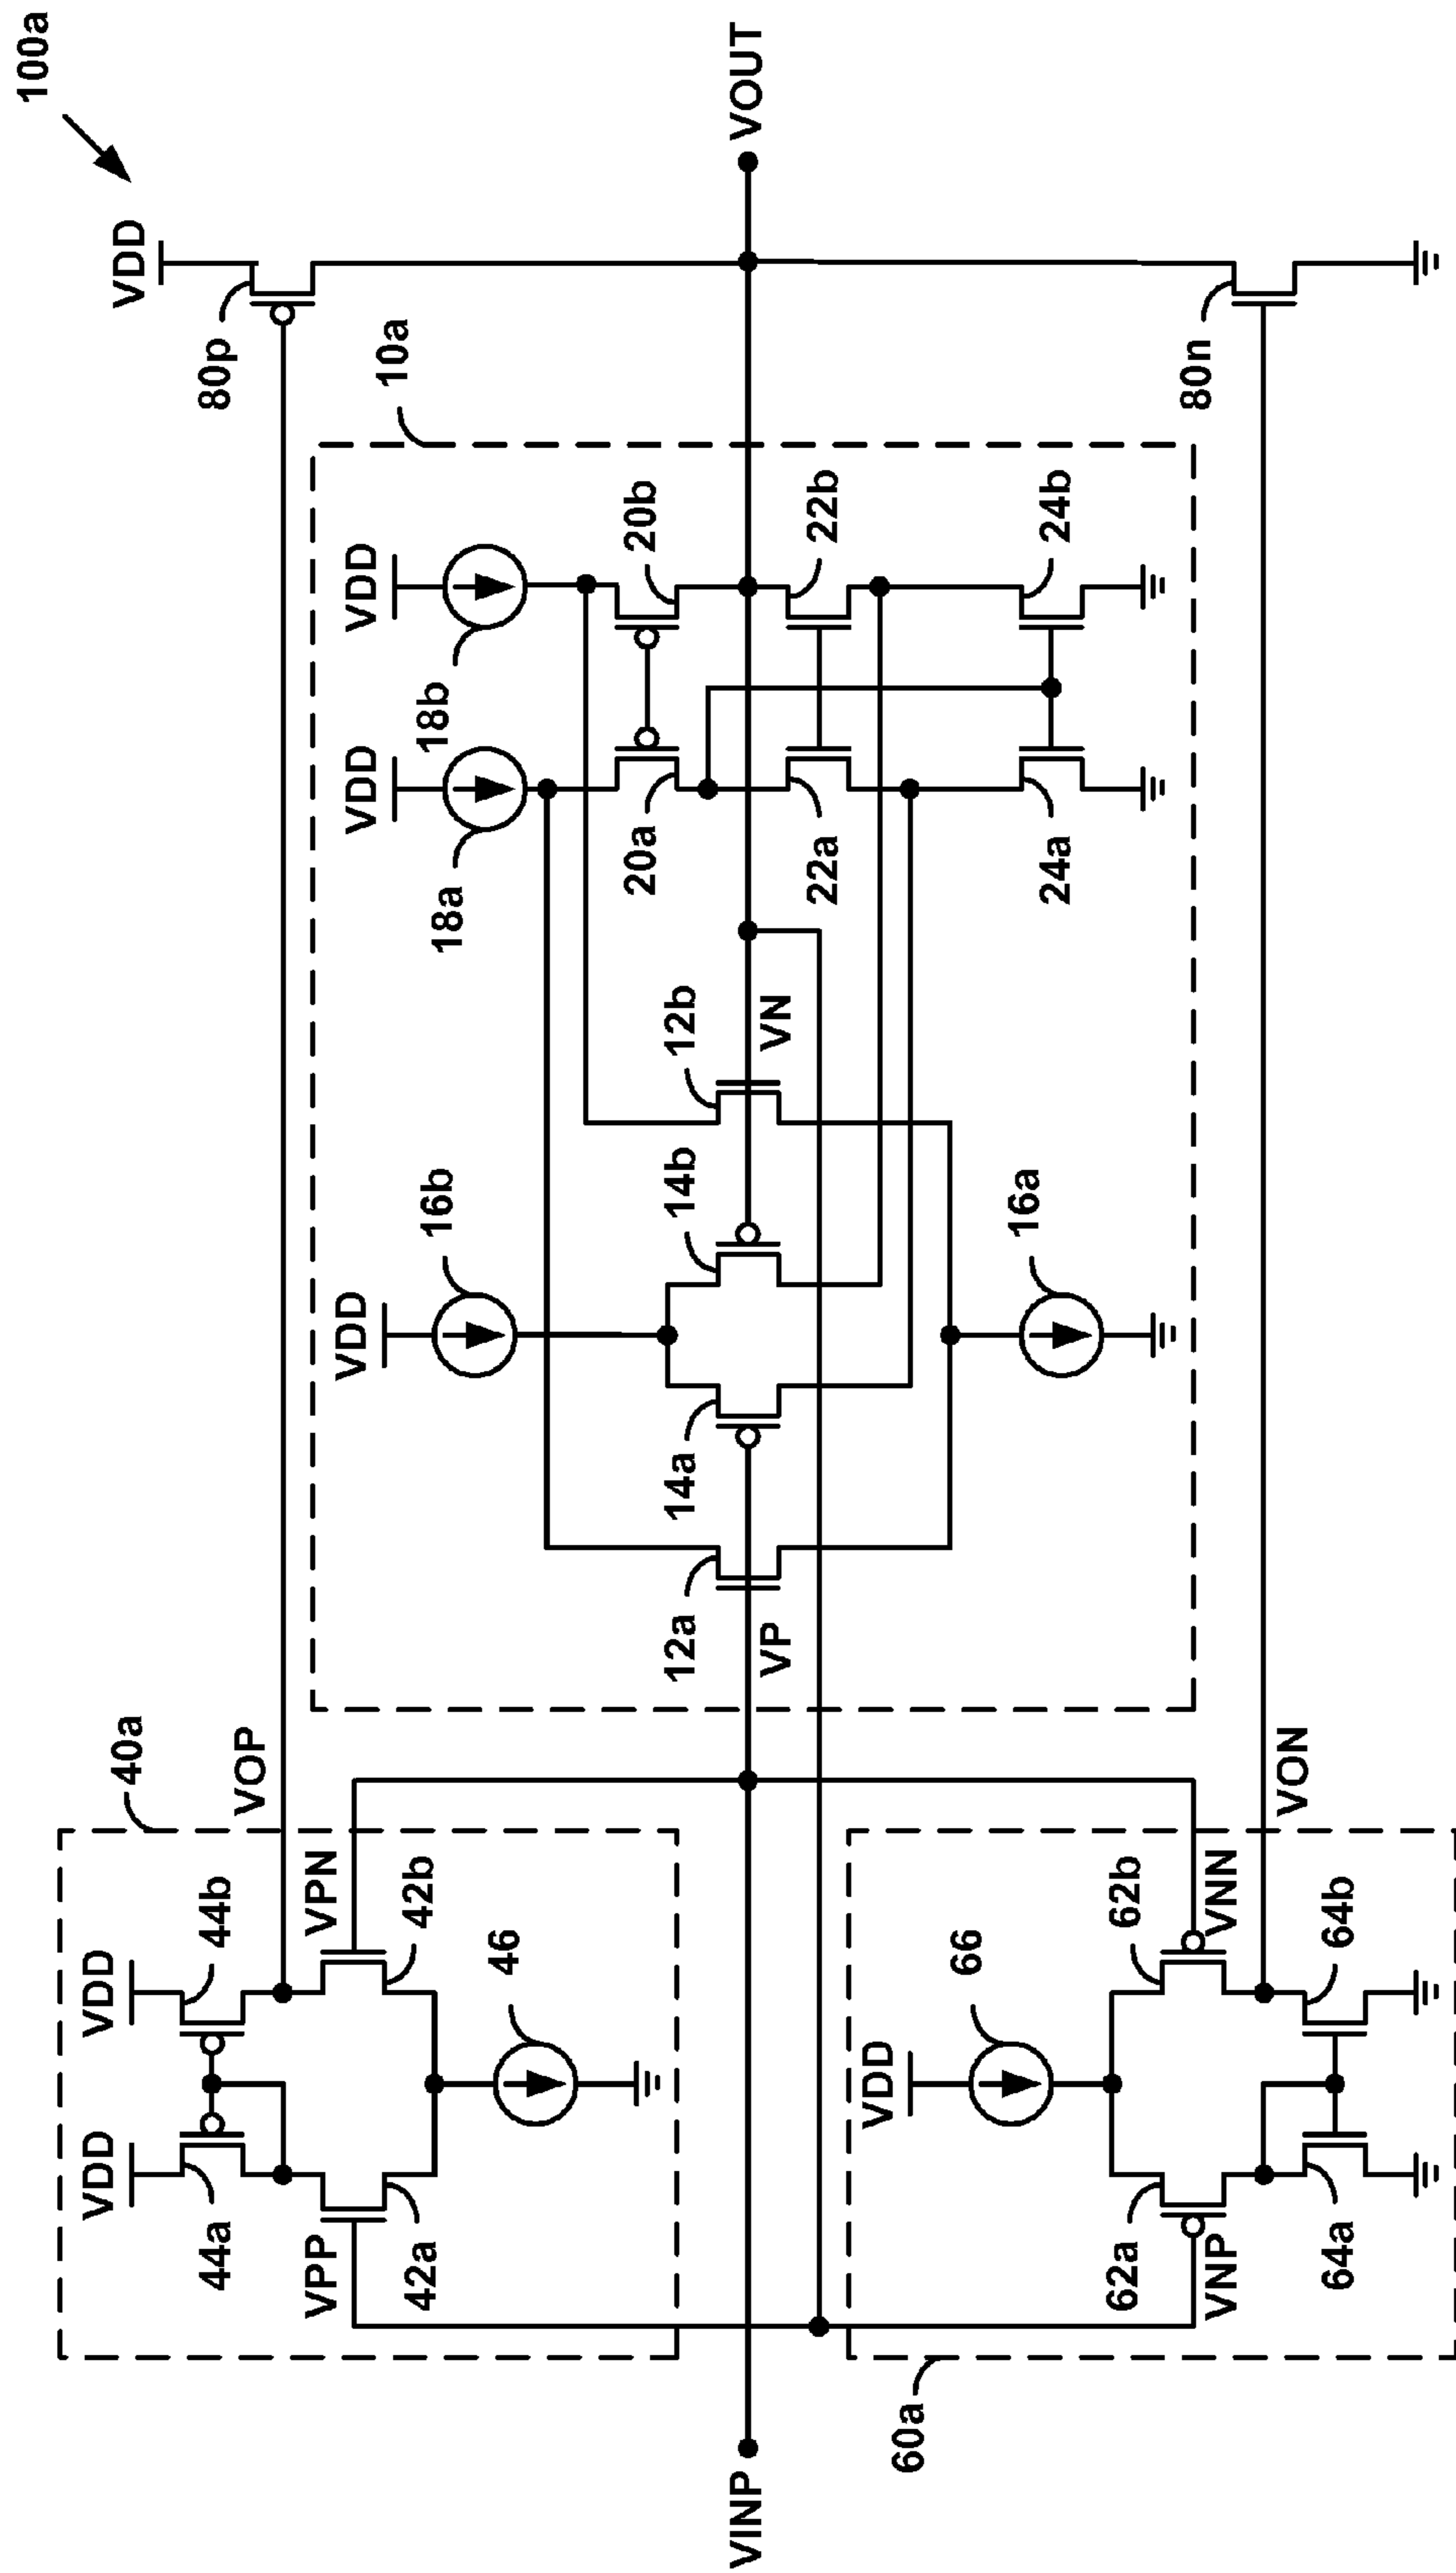 100a
VDD
80p
VOUT
80n
10a
VDD
VDD
18b
18a
20b
20a
22b
22a
24b
24a
VDD
16b
12b
VN
14b
14a
16a
12a
VP
40a
VOP
VDD
VDD
44b
44a
VPN
VPP
42b
42a
46
VINP
60a
VDD
66
62b
62a
VNN
VNP
64b
64a
VON